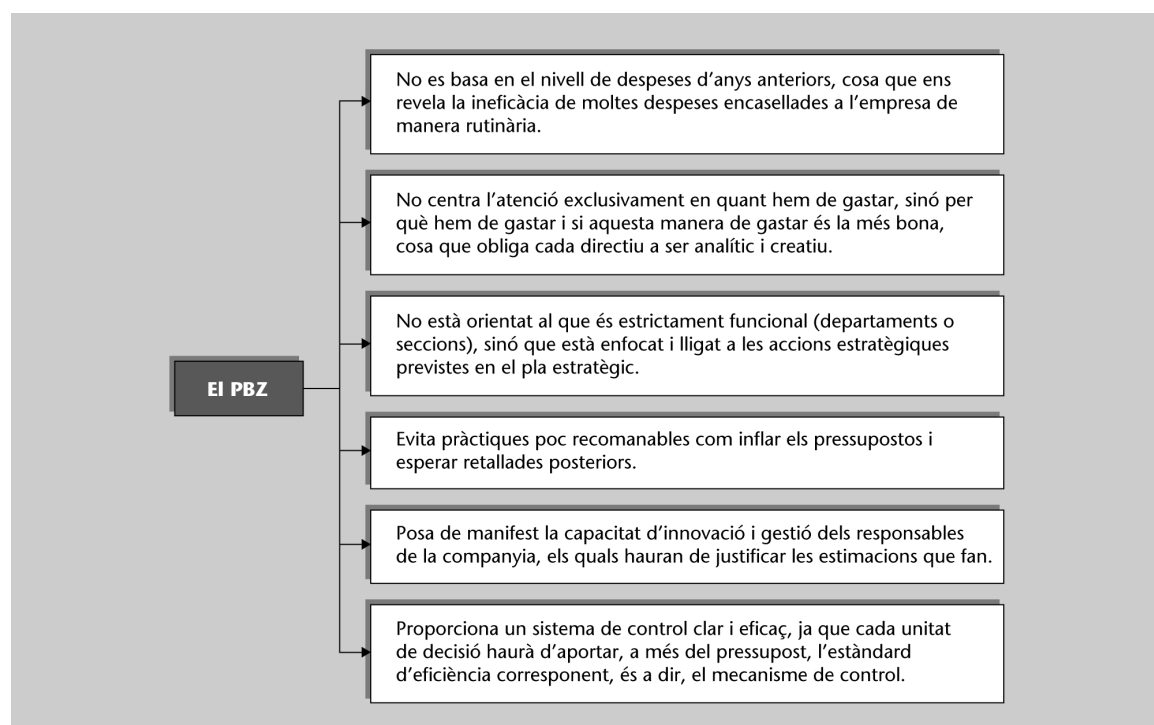 No es basa en el nivell de despeses d’anys anteriors, cosa que ens
revela la ineficàcia de moltes despeses encasellades a l’empresa de
manera rutinària.
No centra l’atenció exclusivament en quant hem de gastar, sinó per
què hem de gastar i si aquesta manera de gastar és la més bona,
cosa que obliga cada directiu a ser analític i creatiu.
No està orientat al que és estrictament funcional (departaments o
seccions), sinó que està enfocat i lligat a les accions estratègiques
previstes en el pla estratègic.
El PBZ
Evita pràctiques poc recomanables com inflar els pressupostos i
esperar retallades posteriors.
Posa de manifest la capacitat d’innovació i gestió dels responsables
de la companyia, els quals hauran de justificar les estimacions que fan.
Proporciona un sistema de control clar i eficaç, ja que cada unitat
de decisió haurà d’aportar, a més del pressupost, l’estàndard
d’eficiència corresponent, és a dir, el mecanisme de control.